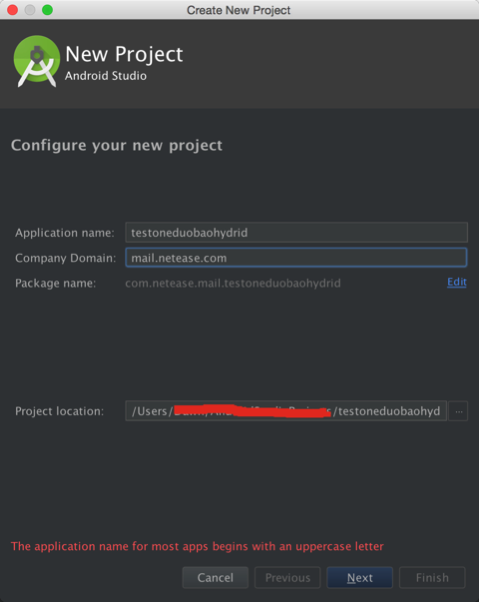 Create New Project
New Project
Android Studio
Configure your new project
Application name: testoneduobaohydrid
Company Domain: mail.netease.com
Package name: com.netease.mail.testoneduobaohydrid Edit
Project location: /Users/ /testoneduobaohyd ...
The application name for most apps begins with an uppercase letter
Cancel Previous Next Finish